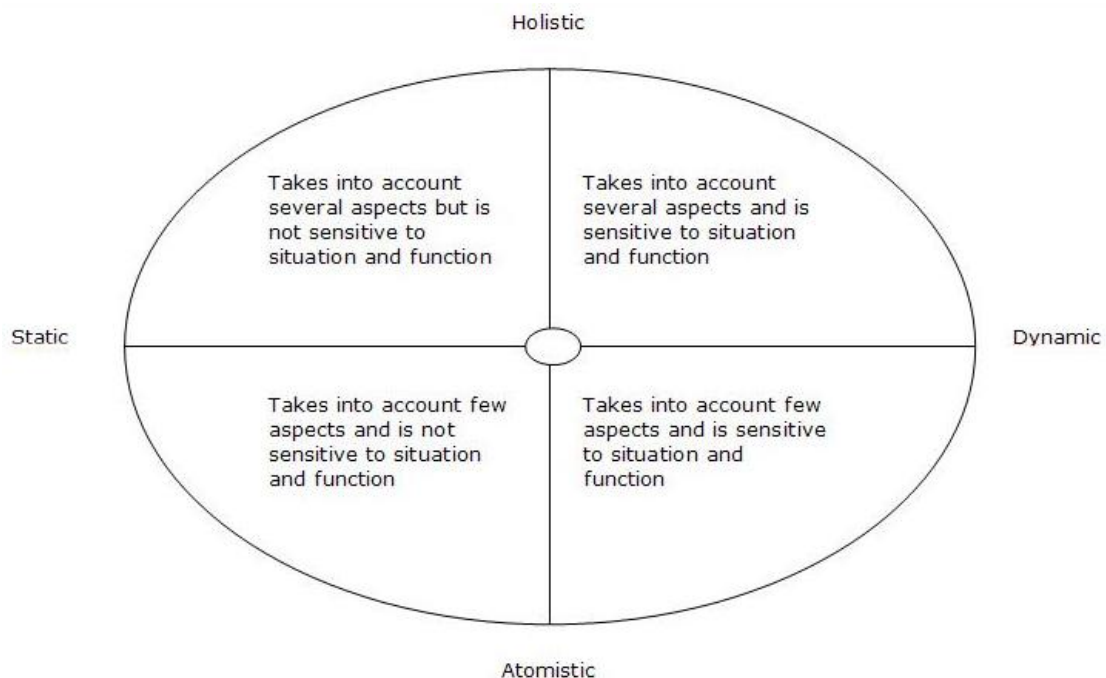 Holistic
Takes into account
several aspects but is
not sensitive to
situation and function
Takes into account
several aspects and is
sensitive to situation
and function
Static
Dynamic
Takes into account few
aspects and is not
sensitive to situation
and function
Takes into account few
aspects and is sensitive
to situation and
function
Atomistic